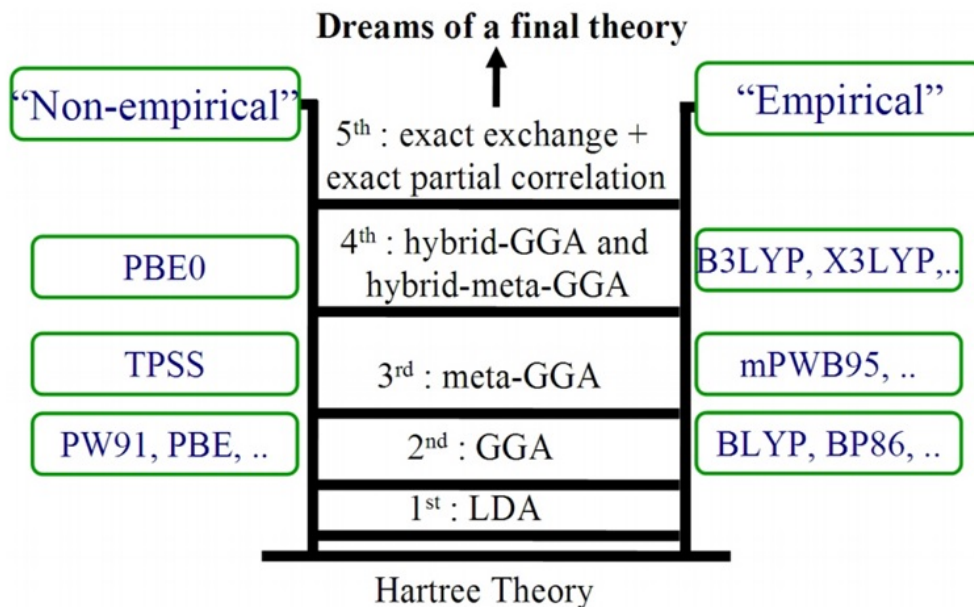 Dreams of a final theory
“Non-empirical”
“Empirical”
5th : exact exchange +
exact partial correlation
PBE0
4th : hybrid-GGA and
hybrid-meta-GGA
B3LYP, X3LYP,..
TPSS
3rd : meta-GGA
mPWB95, ..
PW91, PBE, ..
2nd : GGA
BLYP, BP86, ..
1st : LDA
Hartree Theory